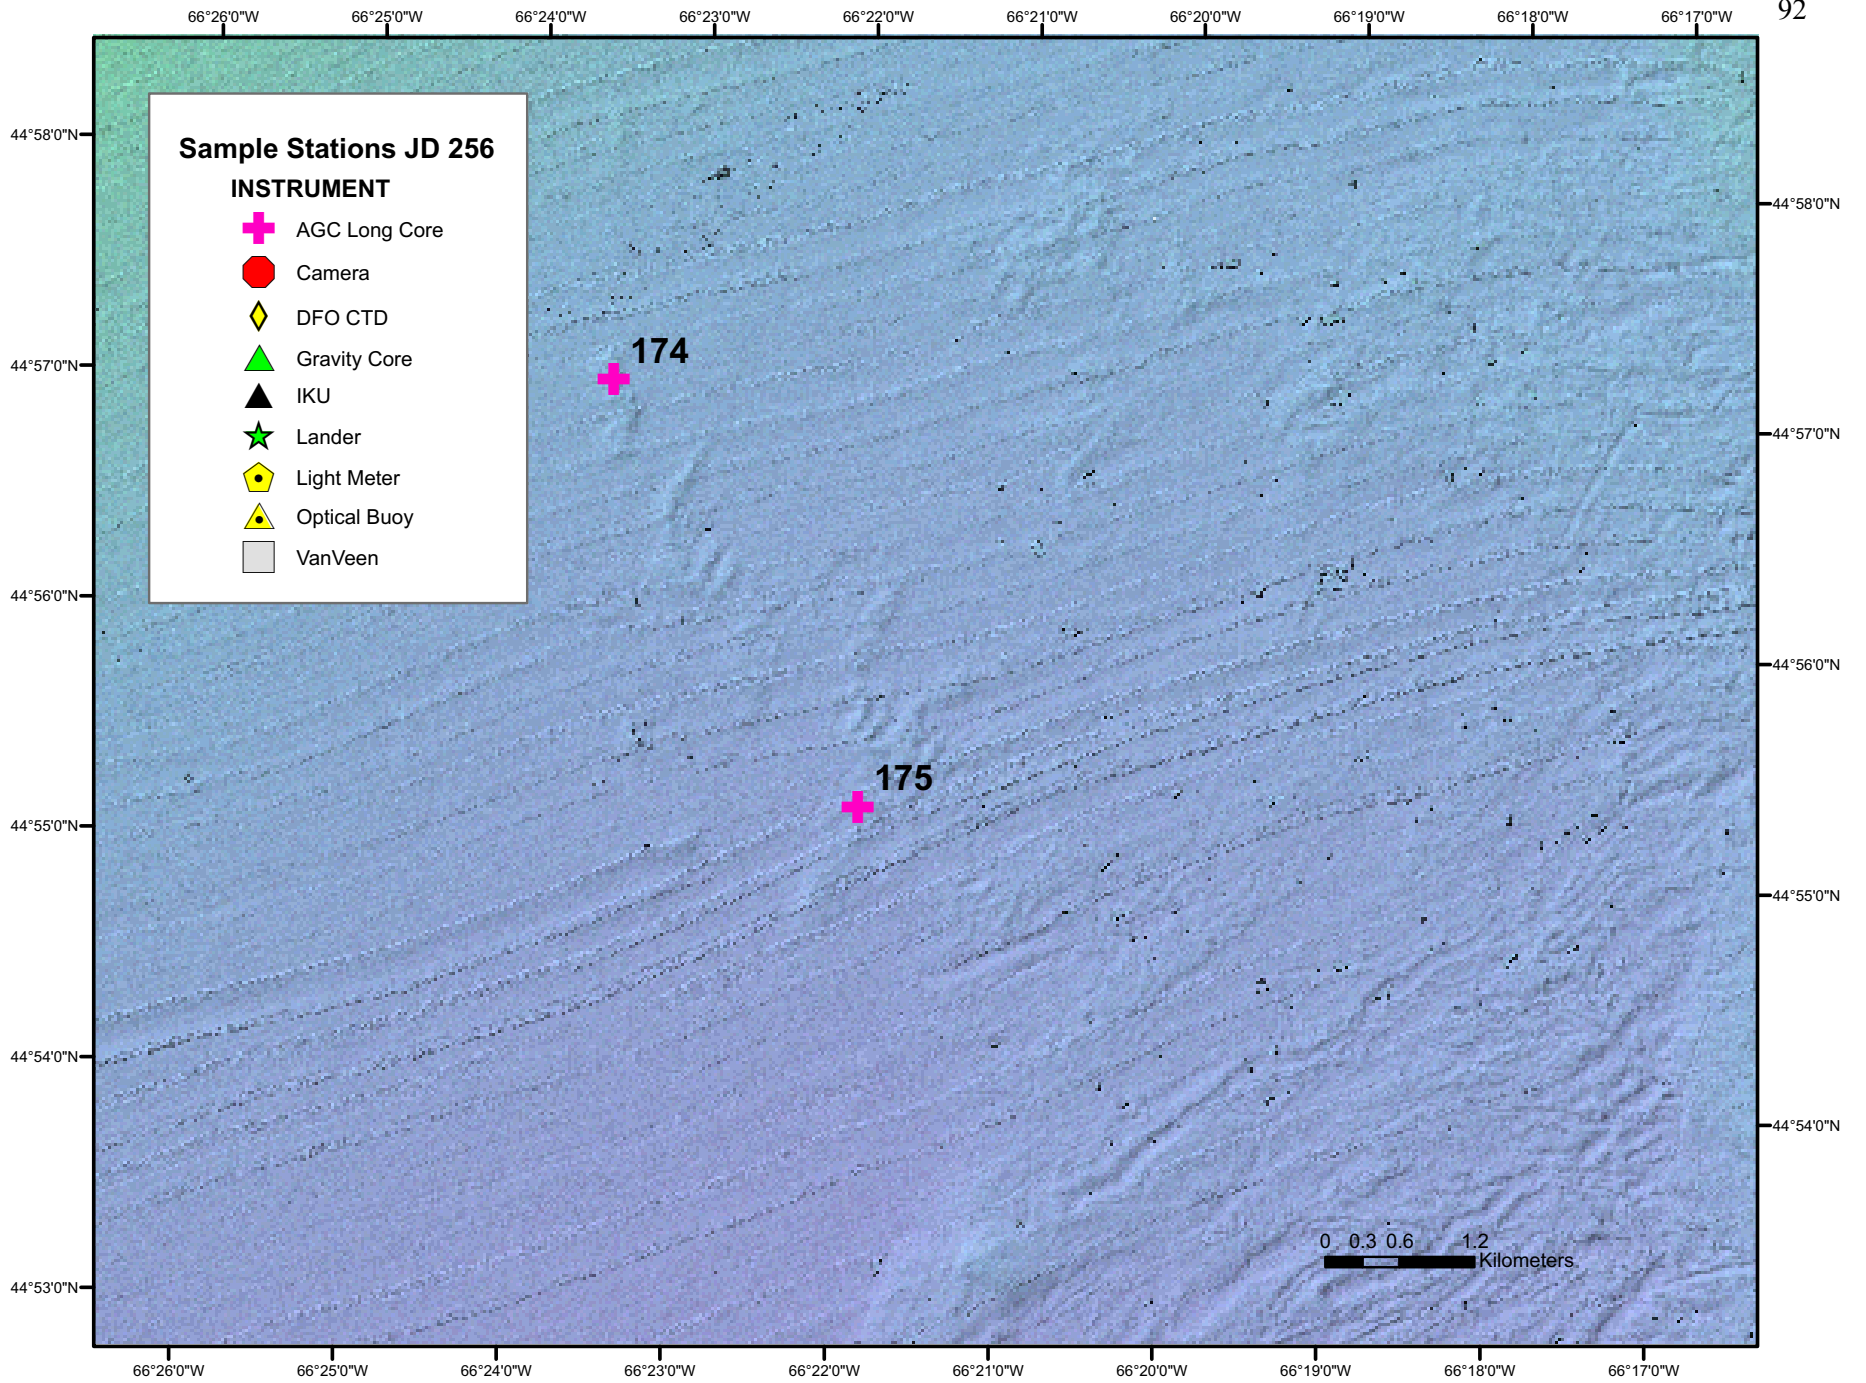 92
66°26'0"W 66°25'0"W 66°24'0"W 66°23'0"W 66°22'0"W 66°21'0"W 66°20'0"W 66°19'0"W 66°18'0"W 66°17'0"W
Sample Stations JD 256
INSTRUMENT
AGC Long Core
Camera
DFO CTD
Gravity Core
IKU
Lander
Light Meter
Optical Buoy
VanVeen
44°58'0"N
44°57'0"N
44°56'0"N
44°55'0"N
44°54'0"N
44°53'0"N
174
175
44°58'0"N
44°57'0"N
44°56'0"N
44°55'0"N
44°54'0"N
0 0.3 0.6 1.2
Kilometers
66°26'0"W 66°25'0"W 66°24'0"W 66°23'0"W 66°22'0"W 66°21'0"W 66°20'0"W 66°19'0"W 66°18'0"W 66°17'0"W